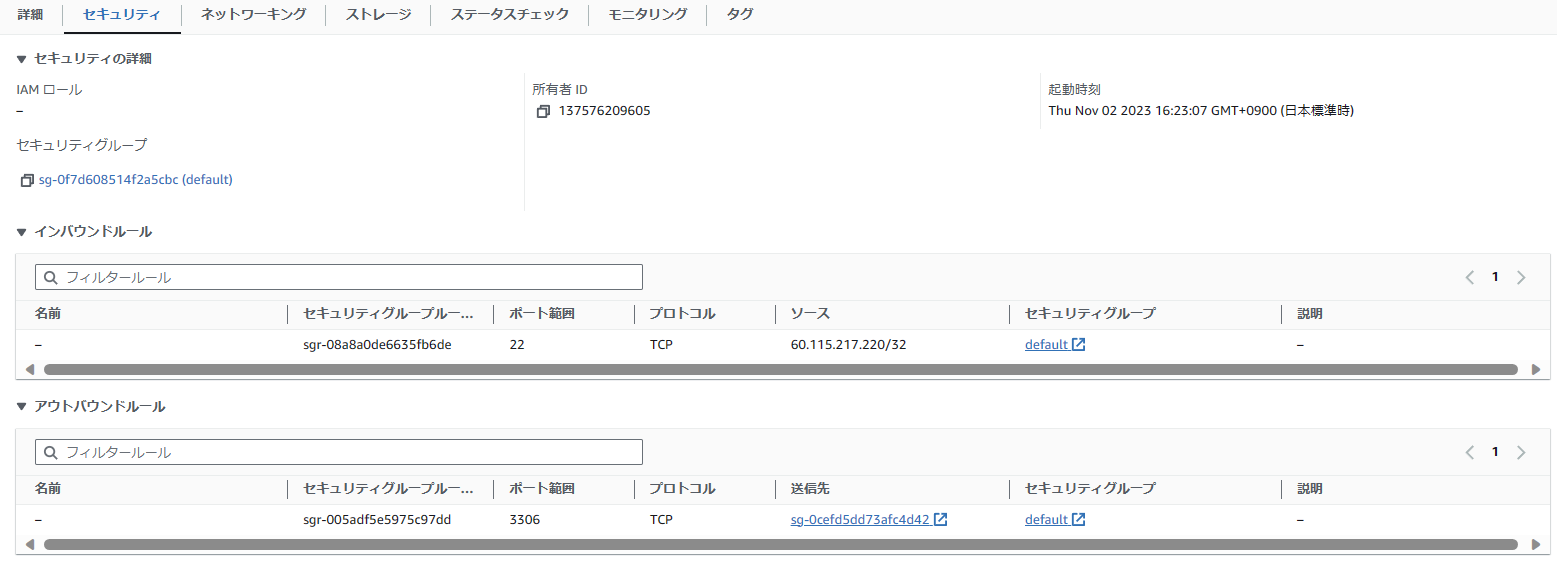 詳細 セキュリティ ネットワーキング ストレージ ステータスチェック モニタリング タグ
▼ セキュリティの詳細
IAM ロール 所有者 ID 起動時刻
– 137576209605 Thu Nov 02 2023 16:23:07 GMT+0900 (日本標準時)
セキュリティグループ
sg-0f7d608514f2a5cbc (default)
▼ インバウンドルール
フィルタールール 1
名前 セキュリティグループルー... ポート範囲 プロトコル ソース セキュリティグループ 説明
– sgr-08a8a0de6635fb6de 22 TCP 60.115.217.220/32 default –
▼ アウトバウンドルール
フィルタールール 1
名前 セキュリティグループルー... ポート範囲 プロトコル 送信先 セキュリティグループ 説明
– sgr-005adf5e5975c97dd 3306 TCP sg-0cefd5dd73afc4d42 default –